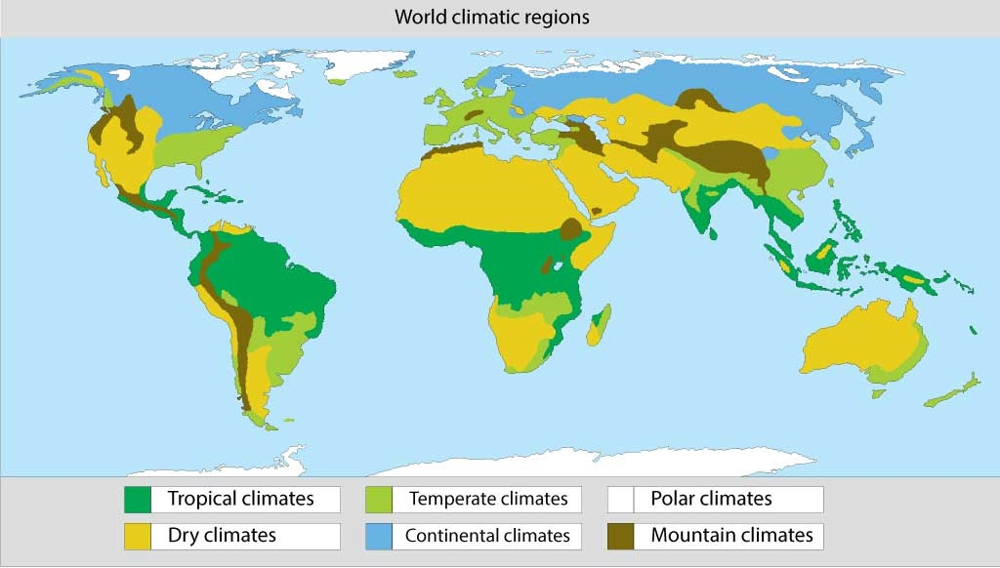 World climatic regions
Tropical climates
Temperate climates
Polar climates
Dry climates
Continental climates
Mountain climates